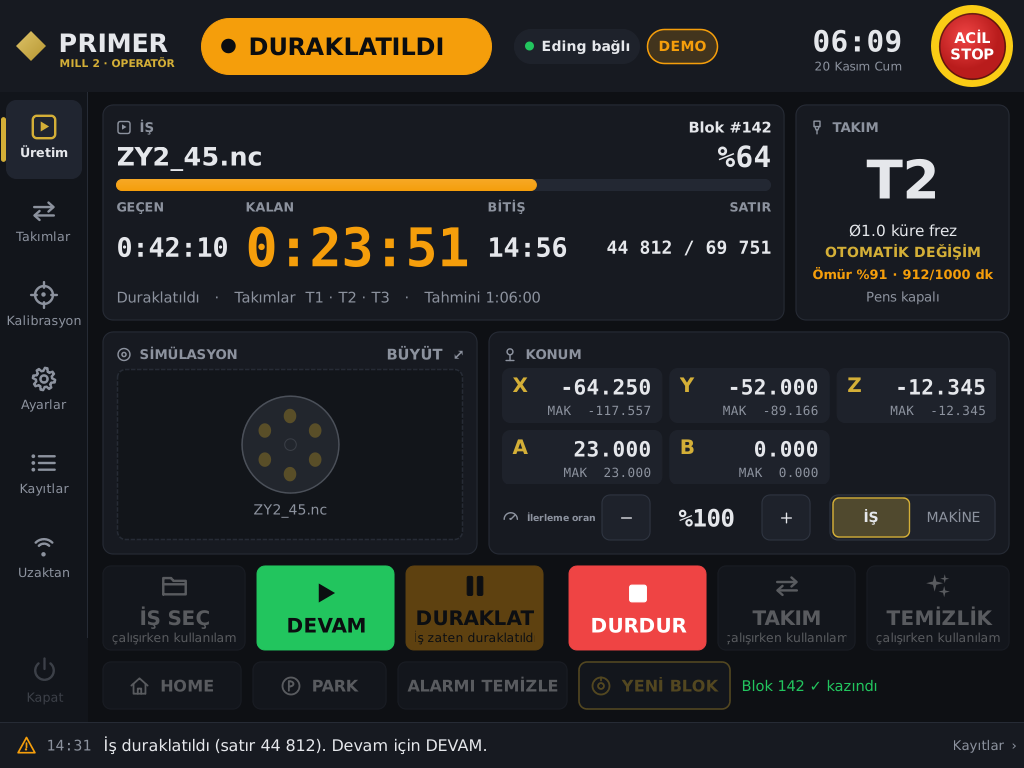 PRIMER
MILL 2 · OPERATÖR
DURAKLATILDI
Eding bağlı
DEMO
06:09
20 Kasım Cum
ACİL
STOP
Üretim
Takımlar
Kalibrasyon
Ayarlar
Kayıtlar
Uzaktan
Kapat
İŞ
Blok #142
ZY2_45.nc
%64
GEÇEN
KALAN
BİTİŞ
SATIR
0:42:10
0:23:51
14:56
44 812 / 69 751
Duraklatıldı · Takımlar T1 · T2 · T3 · Tahmini 1:06:00
TAKIM
T2
Ø1.0 küre frez
OTOMATİK DEĞİŞİM
Ömür %91 · 912/1000 dk
Pens kapalı
SİMÜLASYON
BÜYÜT ⤢
ZY2_45.nc
KONUM
X -64.250
MAK -117.557
Y -52.000
MAK -89.166
Z -12.345
MAK -12.345
A 23.000
MAK 23.000
B 0.000
MAK 0.000
İlerleme oran
−
%100
+
İŞ
MAKİNE
İŞ SEÇ
çalışırken kullanılam
DEVAM
DURAKLAT
İş zaten duraklatıld
DURDUR
TAKIM
çalışırken kullanılam
TEMİZLİK
çalışırken kullanılam
HOME
PARK
ALARMI TEMİZLE
YENİ BLOK
Blok 142 ✓ kazındı
14:31 İş duraklatıldı (satır 44 812). Devam için DEVAM.
Kayıtlar ›